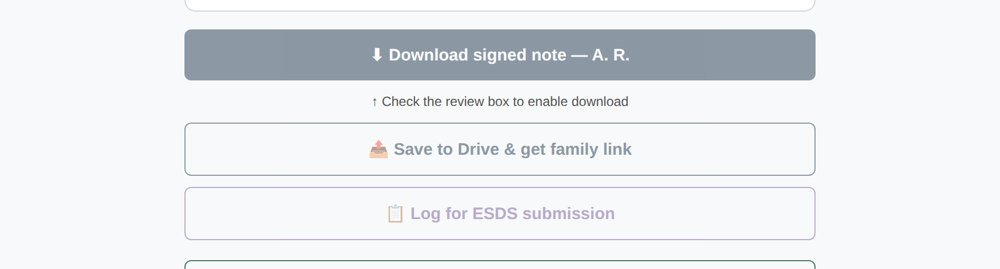 ⬇ Download signed note — A. R.
↑ Check the review box to enable download
📤 Save to Drive & get family link
📋 Log for ESDS submission